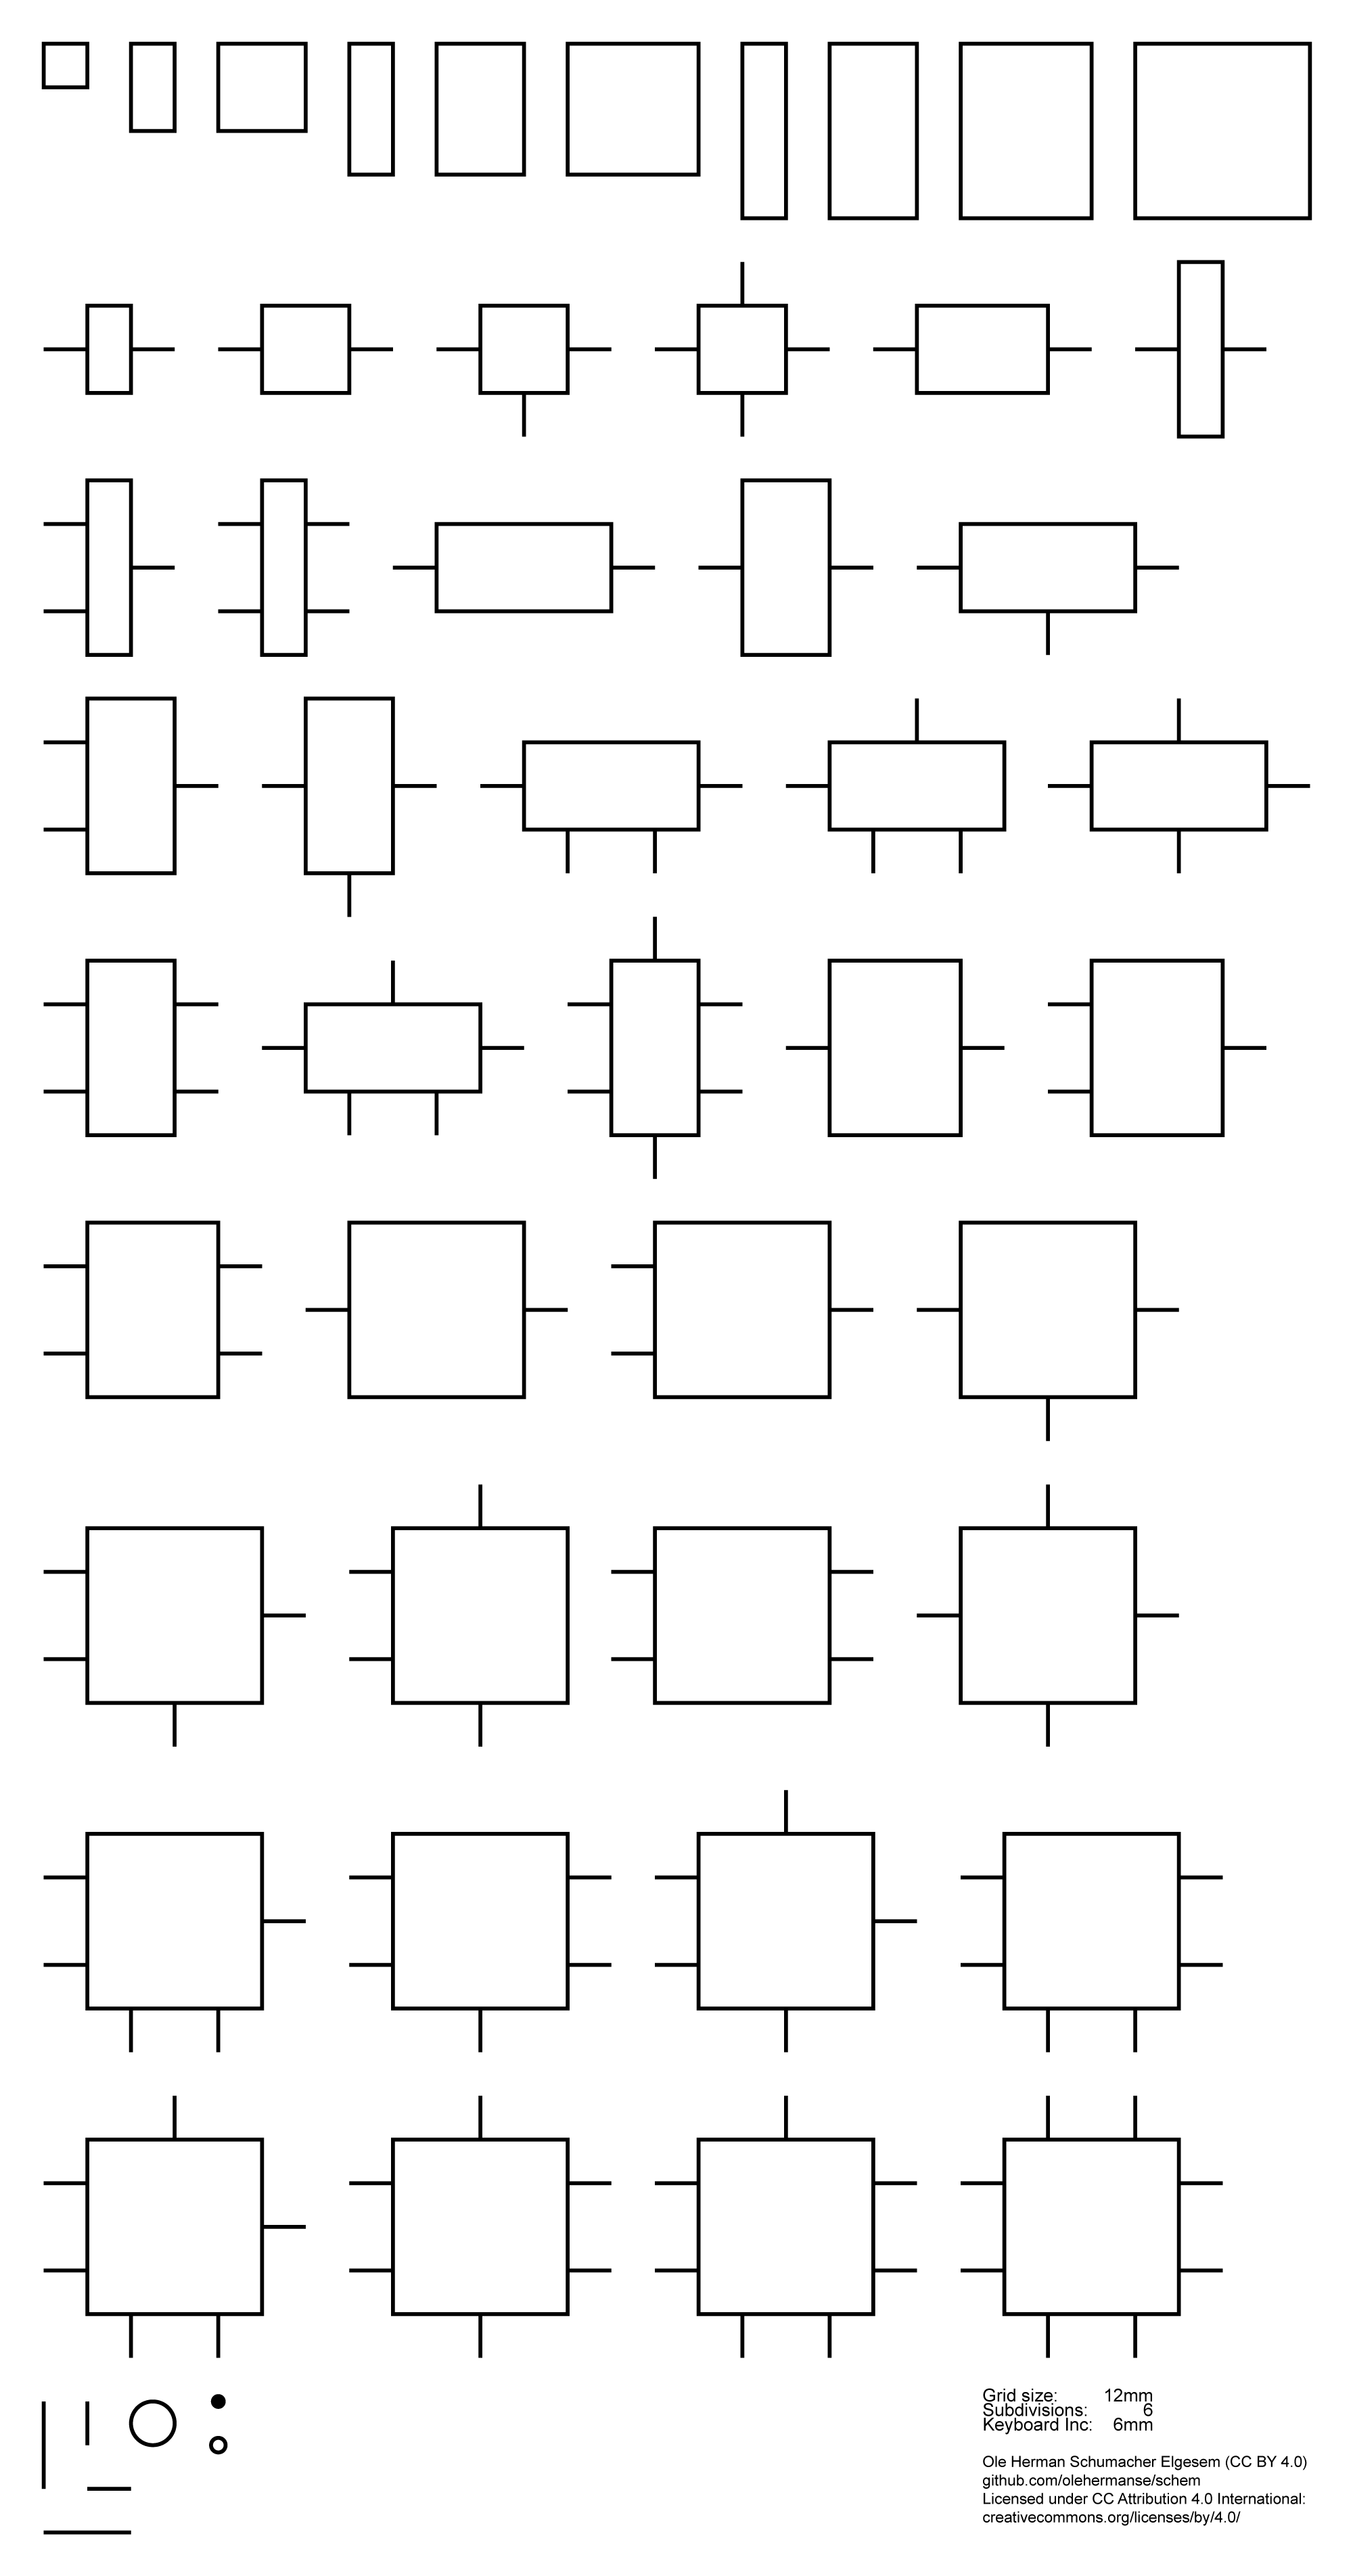 Grid size: 12mm
Subdivisions: 6
Keyboard Inc: 6mm
Ole Herman Schumacher Elgesem (CC BY 4.0)
github.com/olehermanse/schem
Licensed under CC Attribution 4.0 International:
creativecommons.org/licenses/by/4.0/